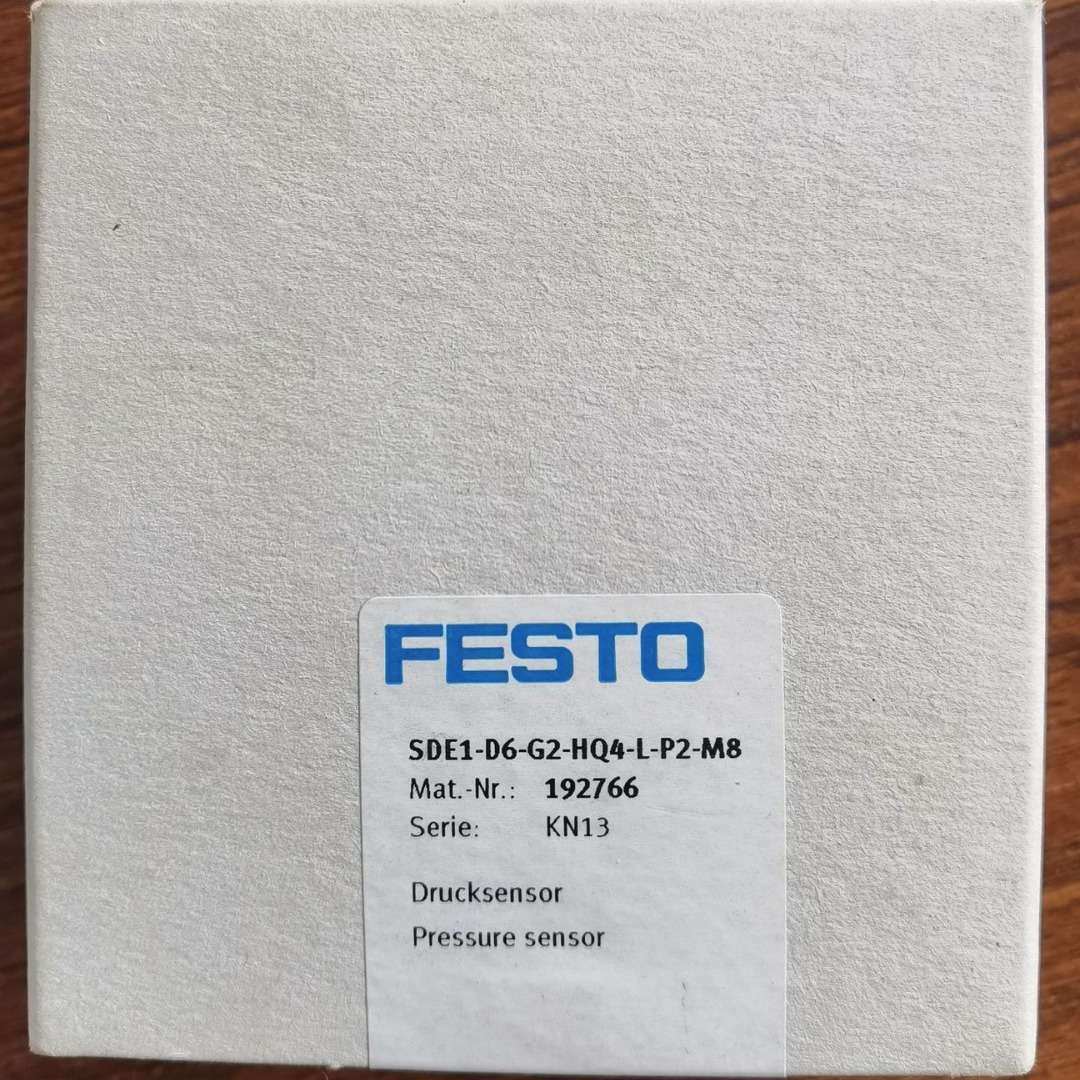 FESTO
SDE1-D6-G2-HQ4-L-P2-M8
Mat.-Nr.: 192766
Serie: KN13
Drucksensor
Pressure sensor